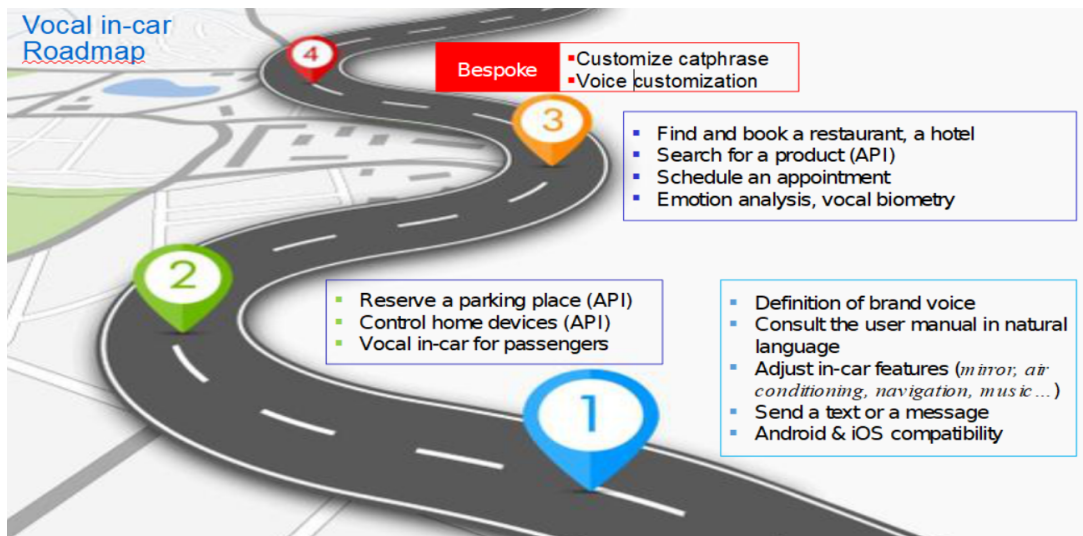 Vocal in-car
Roadmap
4
Bespoke
▪Customize catphrase
▪Voice customization
3
▪ Find and book a restaurant, a hotel
▪ Search for a product (API)
▪ Schedule an appointment
▪ Emotion analysis, vocal biometry
2
▪ Reserve a parking place (API)
▪ Control home devices (API)
▪ Vocal in-car for passengers
1
▪ Definition of brand voice
▪ Consult the user manual in natural
language
▪ Adjust in-car features (mirror, air
conditioning, navigation, music...)
▪ Send a text or a message
▪ Android & iOS compatibility